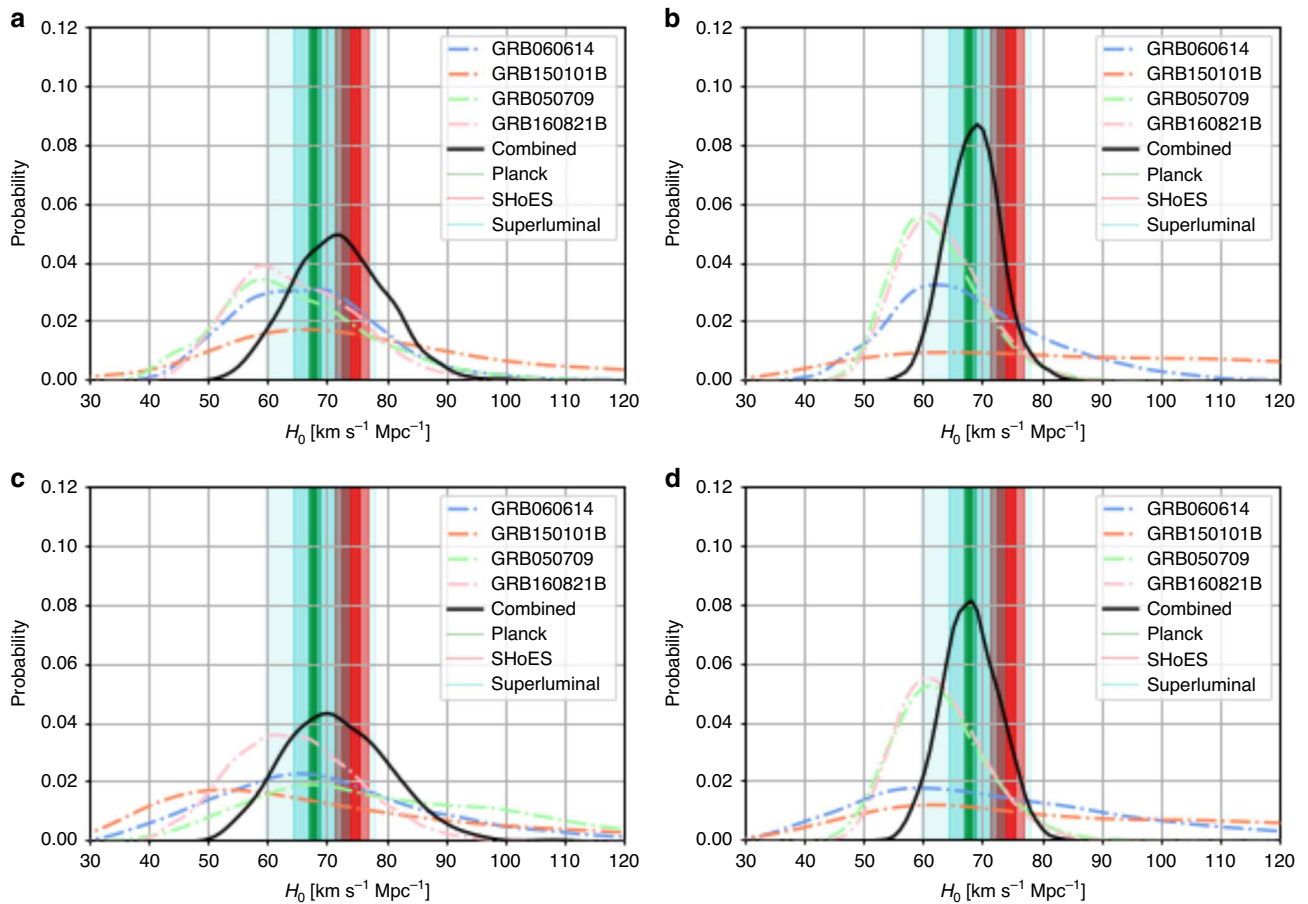 a
0.12
0.10
0.08
0.06
0.04
0.02
0.00
Probability
30 40 50 60 70 80 90 100 110 120
H₀ [km s⁻¹ Mpc⁻¹]
GRB060614
GRB150101B
GRB050709
GRB160821B
Combined
Planck
SHoES
Superluminal
b
0.12
0.10
0.08
0.06
0.04
0.02
0.00
Probability
30 40 50 60 70 80 90 100 110 120
H₀ [km s⁻¹ Mpc⁻¹]
GRB060614
GRB150101B
GRB050709
GRB160821B
Combined
Planck
SHoES
Superluminal
c
0.12
0.10
0.08
0.06
0.04
0.02
0.00
Probability
30 40 50 60 70 80 90 100 110 120
H₀ [km s⁻¹ Mpc⁻¹]
GRB060614
GRB150101B
GRB050709
GRB160821B
Combined
Planck
SHoES
Superluminal
d
0.12
0.10
0.08
0.06
0.04
0.02
0.00
Probability
30 40 50 60 70 80 90 100 110 120
H₀ [km s⁻¹ Mpc⁻¹]
GRB060614
GRB150101B
GRB050709
GRB160821B
Combined
Planck
SHoES
Superluminal